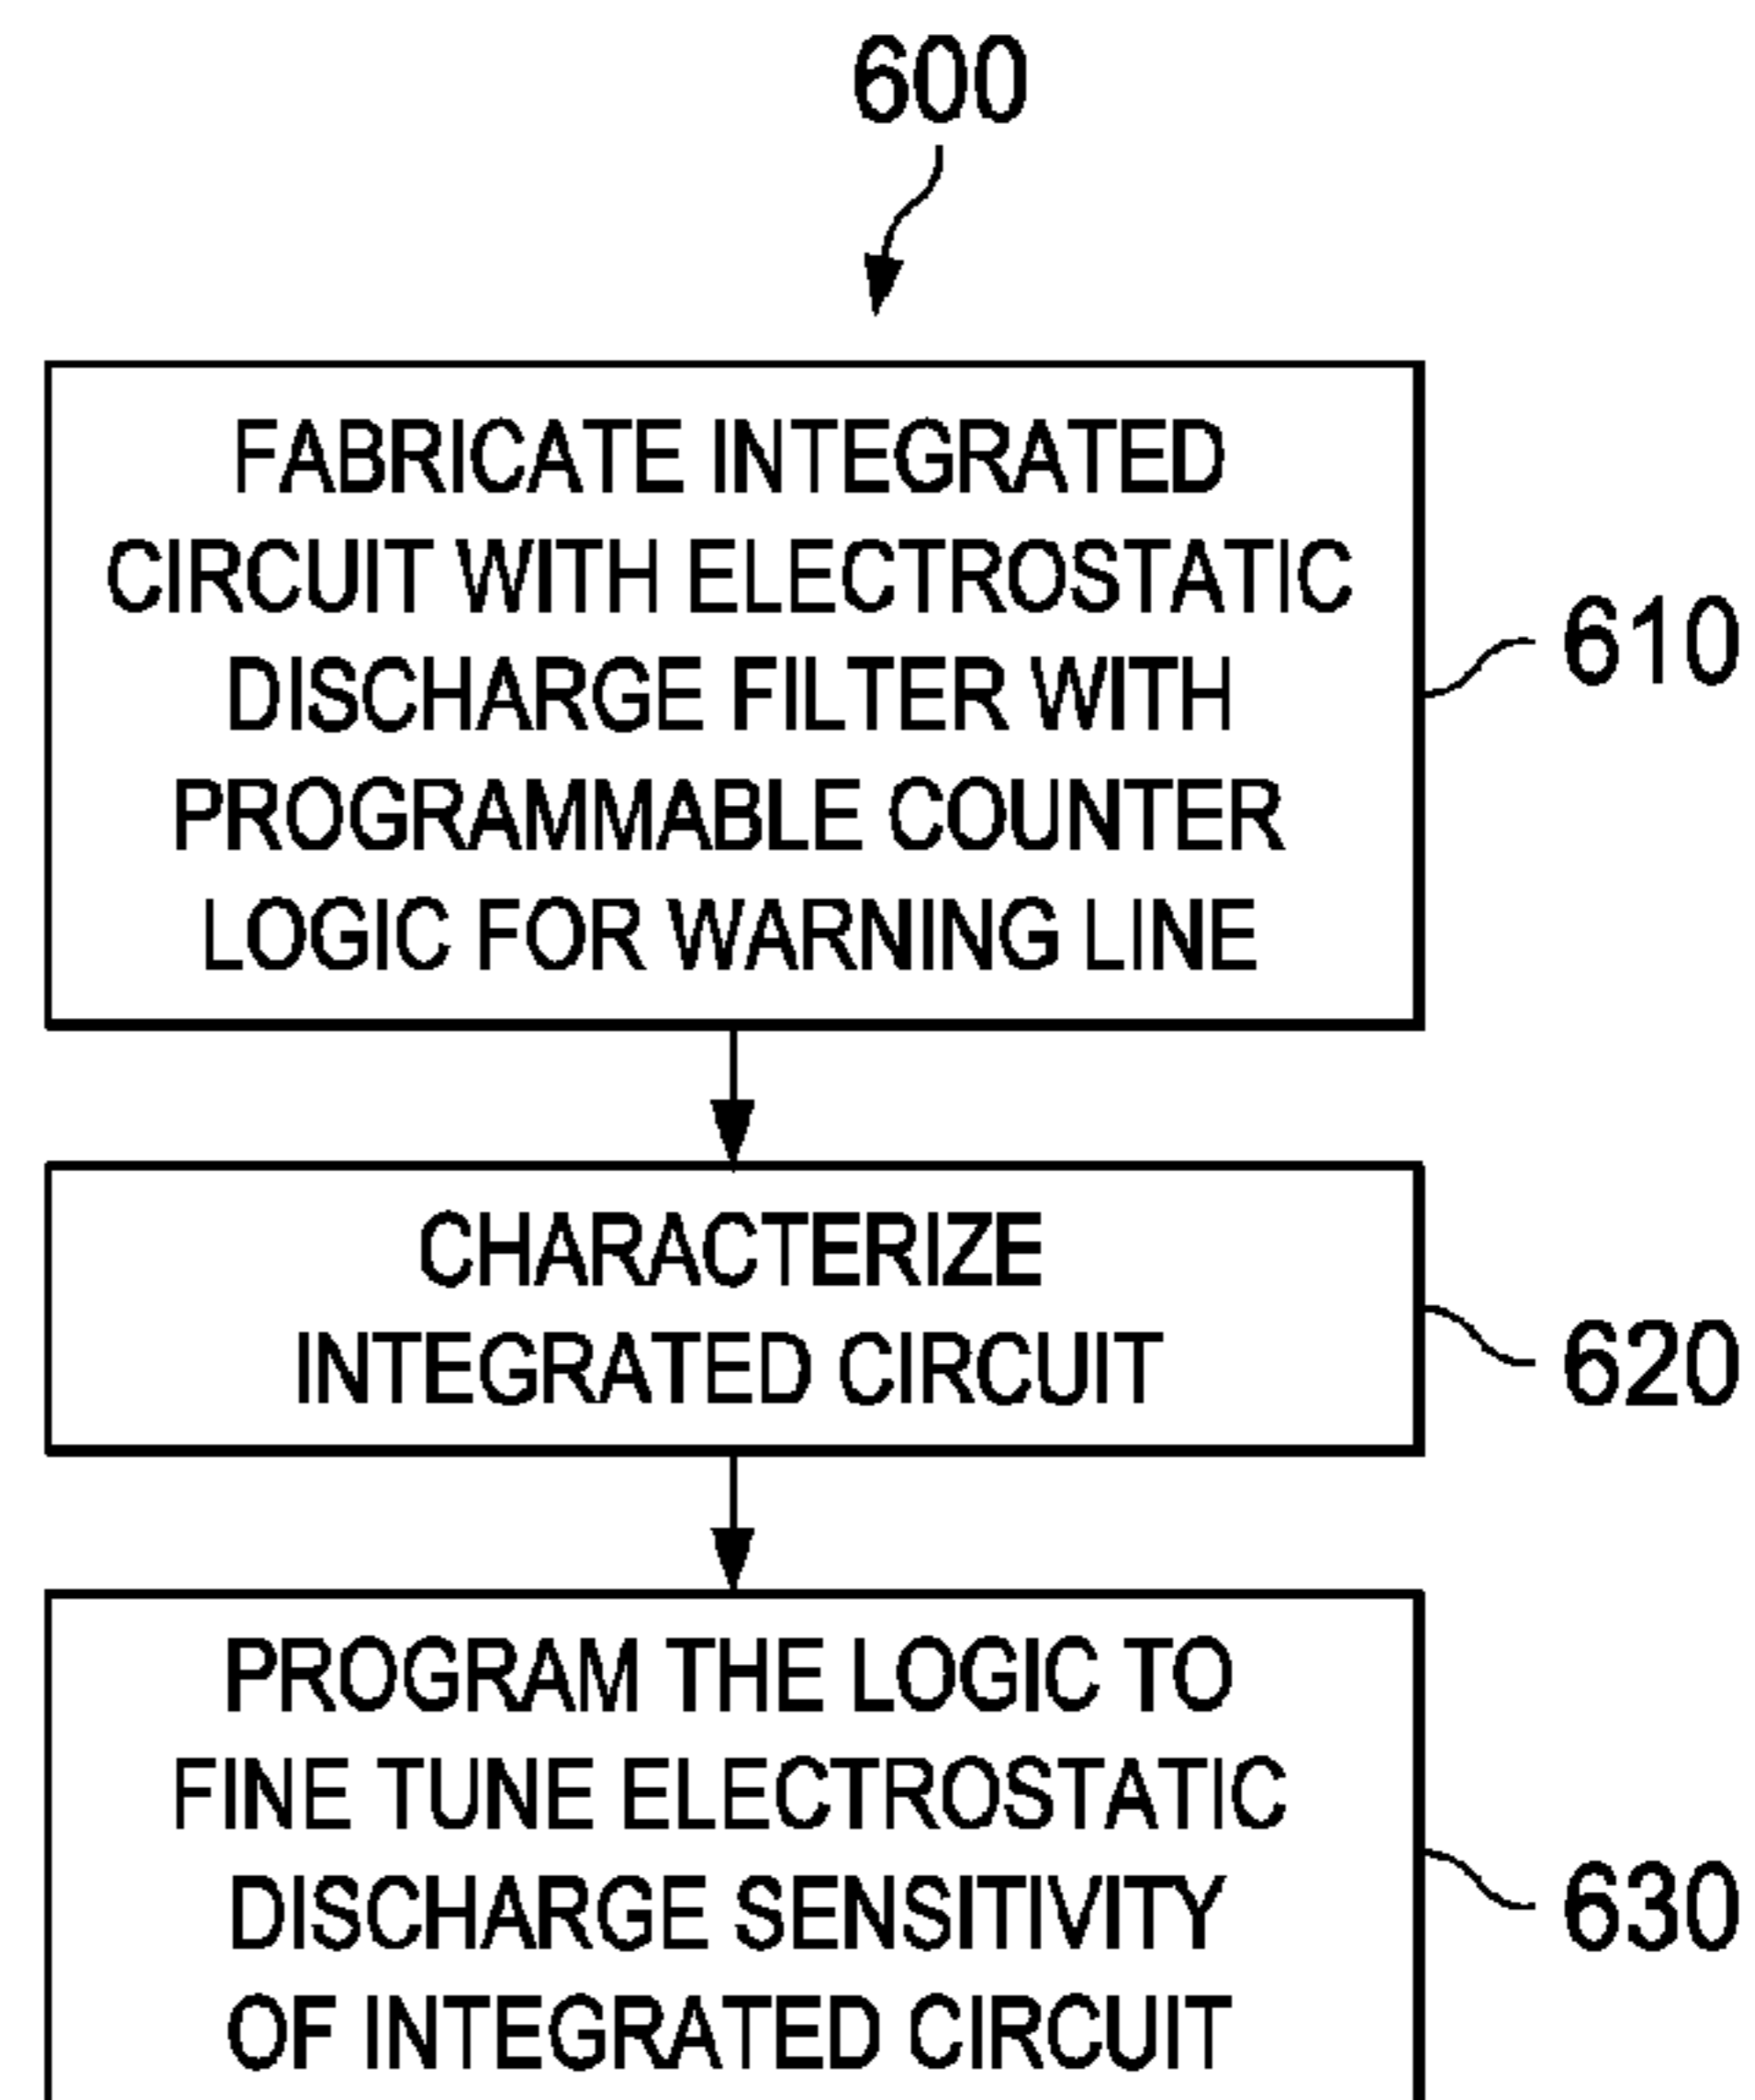 600
FABRICATE INTEGRATED
CIRCUIT WITH ELECTROSTATIC
DISCHARGE FILTER WITH
PROGRAMMABLE COUNTER
LOGIC FOR WARNING LINE
610
CHARACTERIZE
INTEGRATED CIRCUIT
620
PROGRAM THE LOGIC TO
FINE TUNE ELECTROSTATIC
DISCHARGE SENSITIVITY
OF INTEGRATED CIRCUIT
630